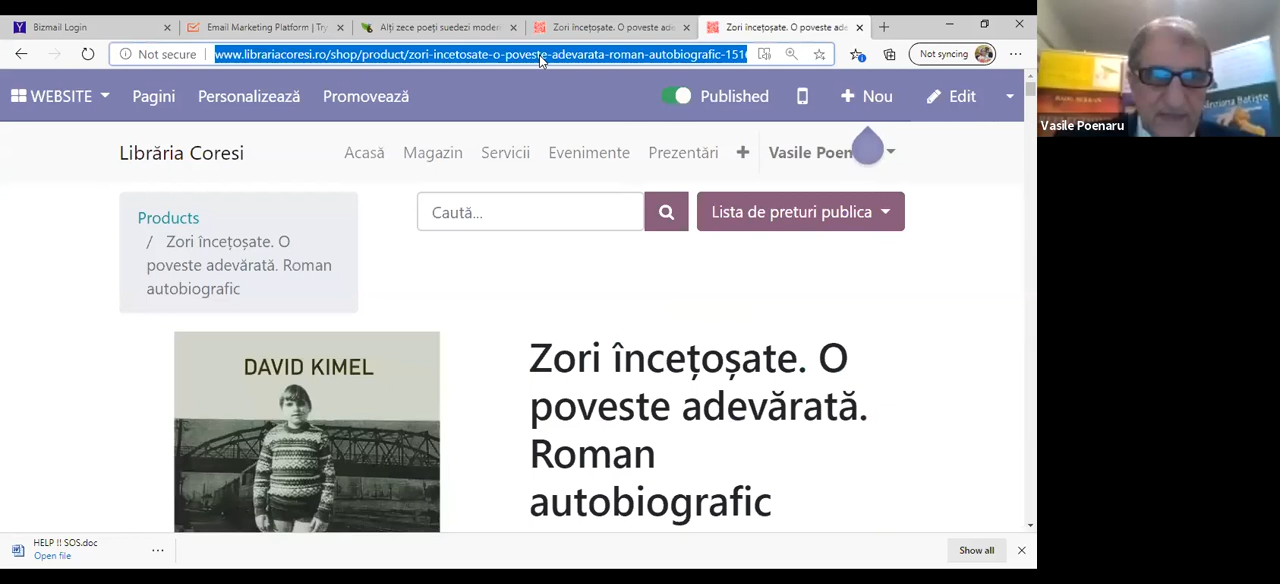 Bizmail Login
Email Marketing Platform | Try
Alți zece poeți suedezi moder
Zori încețoșate. O poveste ade
Zori încețoșate. O poveste ade
Not secure
www.librariacoresi.ro/shop/product/zori-incetosate-o-poveste-adevarata-roman-autobiografic-1516
Not syncing
WEBSITE
Pagini
Personalizează
Promovează
Published
Nou
Edit
Librăria Coresi
Acasă
Magazin
Servicii
Evenimente
Prezentări
Vasile Poen
Products
/ Zori încețoșate. O
poveste adevărată. Roman
autobiografic
Caută...
Lista de preturi publica
DAVID KIMEL
Zori încețoșate. O
poveste adevărată.
Roman
autobiografic
HELP !! SOS.doc
Open file
Show all
Vasile Poenaru